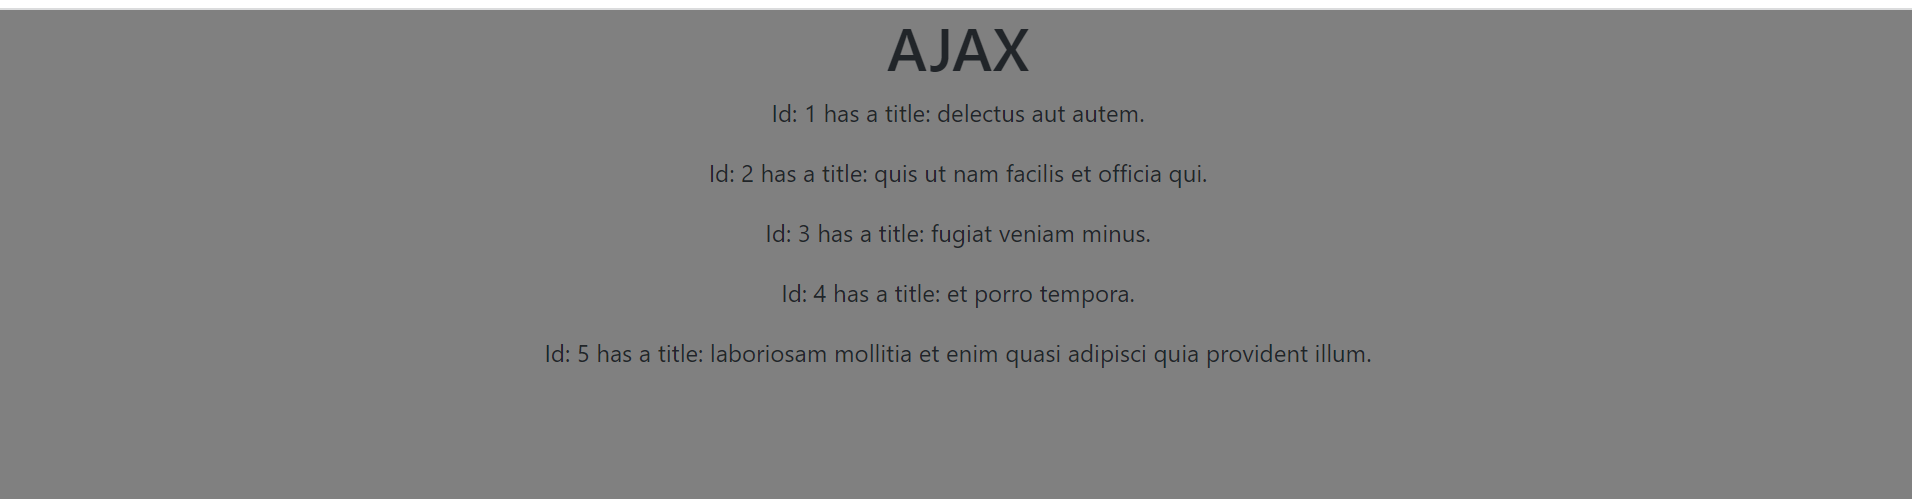 AJAX
Id: 1 has a title: delectus aut autem.
Id: 2 has a title: quis ut nam facilis et officia qui.
Id: 3 has a title: fugiat veniam minus.
Id: 4 has a title: et porro tempora.
Id: 5 has a title: laboriosam mollitia et enim quasi adipisci quia provident illum.